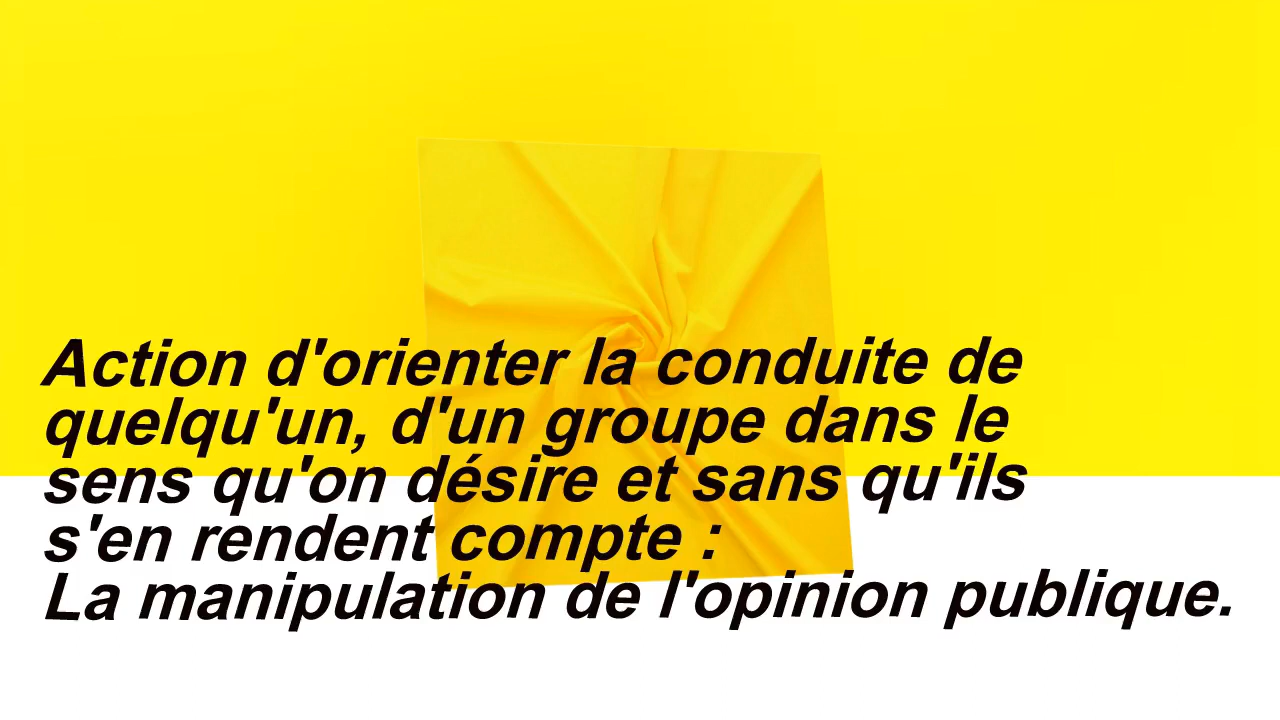 Action d'orienter la conduite de
quelqu'un, d'un groupe dans le
sens qu'on désire et sans qu'ils
s'en rendent compte :
La manipulation de l'opinion publique.